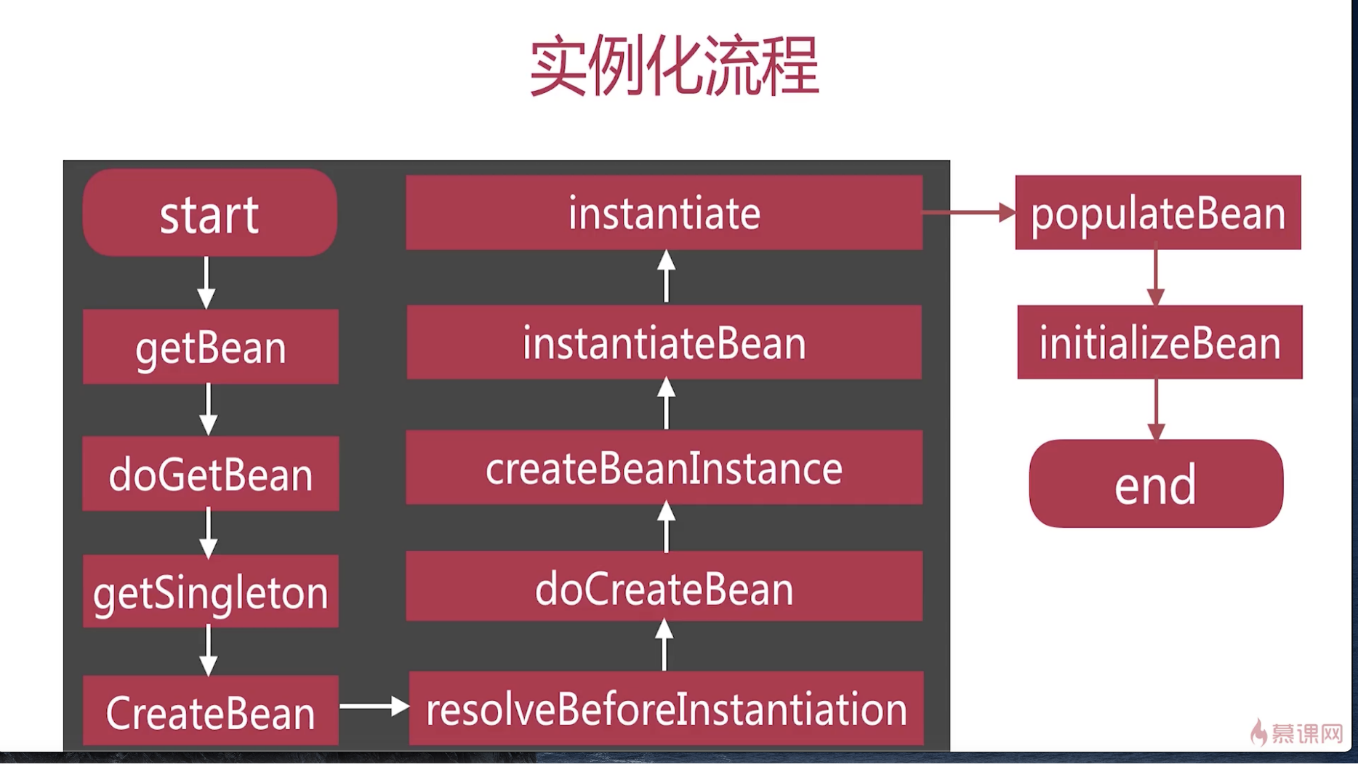 实例化流程
start
getBean
doGetBean
getSingleton
CreateBean
resolveBeforeInstantiation
doCreateBean
createBeanInstance
instantiateBean
instantiate
populateBean
initializeBean
end
慕课网